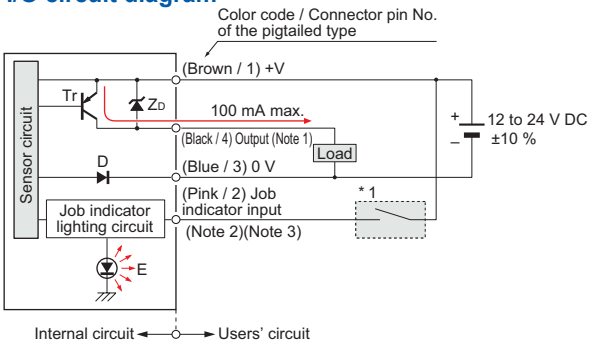 I/O circuit diagram
Color code / Connector pin No.
of the pigtailed type
(Brown / 1) +V
Tr
ZD
100 mA max.
(Black / 4) Output (Note 1)
Load
+
–
12 to 24 V DC
±10 %
Sensor circuit
D
(Blue / 3) 0 V
(Pink / 2) Job
indicator input
* 1
Job indicator
lighting circuit
(Note 2)(Note 3)
E
Internal circuit
Users' circuit